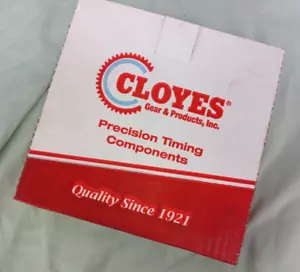 CLOYES®
Gear & Products, Inc.
Precision Timing
Components
Quality Since 1921